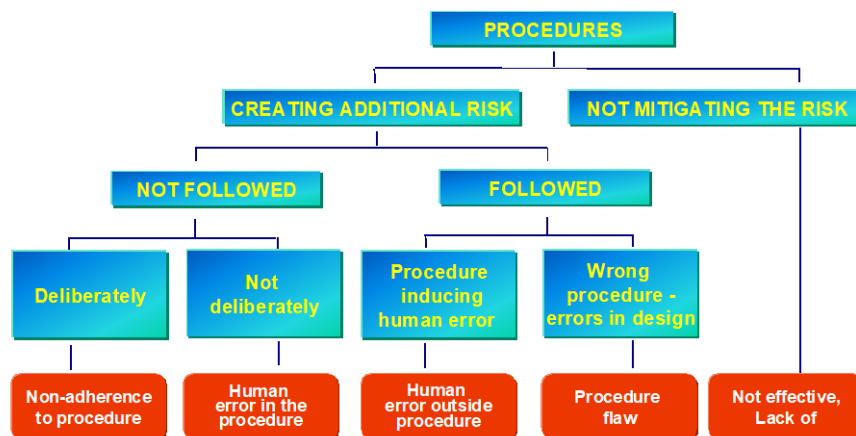 PROCEDURES
CREATING ADDITIONAL RISK
NOT MITIGATING THE RISK
NOT FOLLOWED
FOLLOWED
Deliberately
Not
deliberately
Procedure
inducing
human error
Wrong
procedure -
errors in design
Non-adherence
to procedure
Human
error in the
procedure
Human
error outside
procedure
Procedure
flaw
Not effective,
Lack of